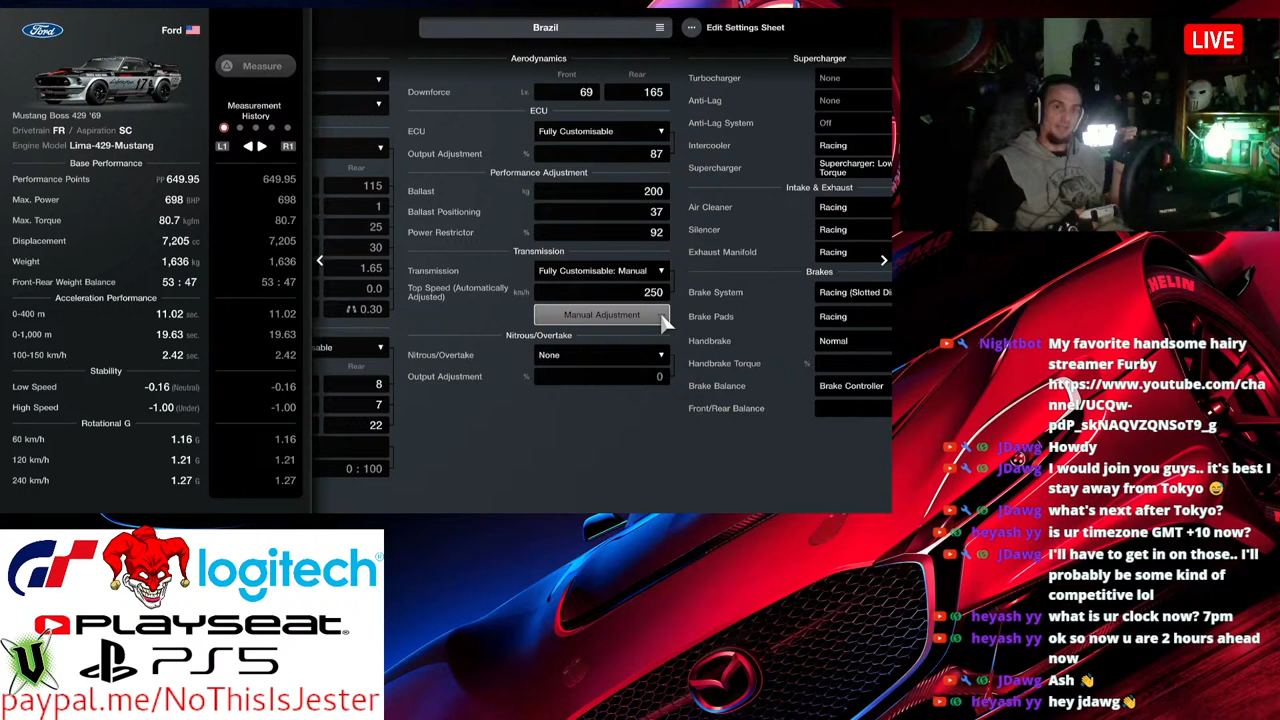 Ford
Ford
Mustang Boss 429 '69
Drivetrain FR / Aspiration SC
Engine Model Lima-429-Mustang
Base Performance
Performance Points PP 649.95
Max. Power 698 BHP
Max. Torque 80.7 kgfm
Displacement 7,205 cc
Weight 1,636 kg
Front-Rear Weight Balance 53 : 47
Acceleration Performance
0-400 m 11.02 sec.
0-1,000 m 19.63 sec.
100-150 km/h 2.42 sec.
Stability
Low Speed -0.16 (Neutral)
High Speed -1.00 (Under)
Rotational G
60 km/h 1.16 G
120 km/h 1.21 G
240 km/h 1.27 G
Measure
Measurement
History
L1 R1
649.95
698
80.7
7,205
1,636
53 : 47
11.02
19.63
2.42
-0.16
-1.00
1.16
1.21
1.27
Rear
115
1
25
30
1.65
0.0
0.30
sable
Rear
8
7
22
0 : 100
Brazil
Edit Settings Sheet
Aerodynamics
Front Rear
Downforce Lv. 69 165
ECU
ECU Fully Customisable
Output Adjustment % 87
Performance Adjustment
Ballast kg 200
Ballast Positioning 37
Power Restrictor % 92
Transmission
Transmission Fully Customisable: Manual
Top Speed (Automatically
Adjusted) km/h 250
Manual Adjustment
Nitrous/Overtake
Nitrous/Overtake None
Output Adjustment % 0
Supercharger
Turbocharger None
Anti-Lag None
Anti-Lag System Off
Intercooler Racing
Supercharger Supercharger: Low
Torque
Intake & Exhaust
Air Cleaner Racing
Silencer Racing
Exhaust Manifold Racing
Brakes
Brake System Racing (Slotted Di
Brake Pads Racing
Handbrake Normal
Handbrake Torque %
Brake Balance Brake Controller
Front/Rear Balance
LIVE
HELIN
Nightbot My favorite handsome hairy
streamer Furby
https://www.youtube.com/cha
nnel/UCQw-
pdP_skNAQVZQNSoT9_g
JDawg Howdy
JDawg I would join you guys.. it's best I
stay away from Tokyo 😅
JDawg what's next after Tokyo?
heyash yy is ur timezone GMT +10 now?
JDawg I'll have to get in on those.. I'll
probably be some kind of
competitive lol
heyash yy what is ur clock now? 7pm
heyash yy ok so now u are 2 hours ahead
now
JDawg Ash 👋
heyash yy hey jdawg👋
GT logitech
PLAYSEAT
PS5
paypal.me/NoThisIsJester